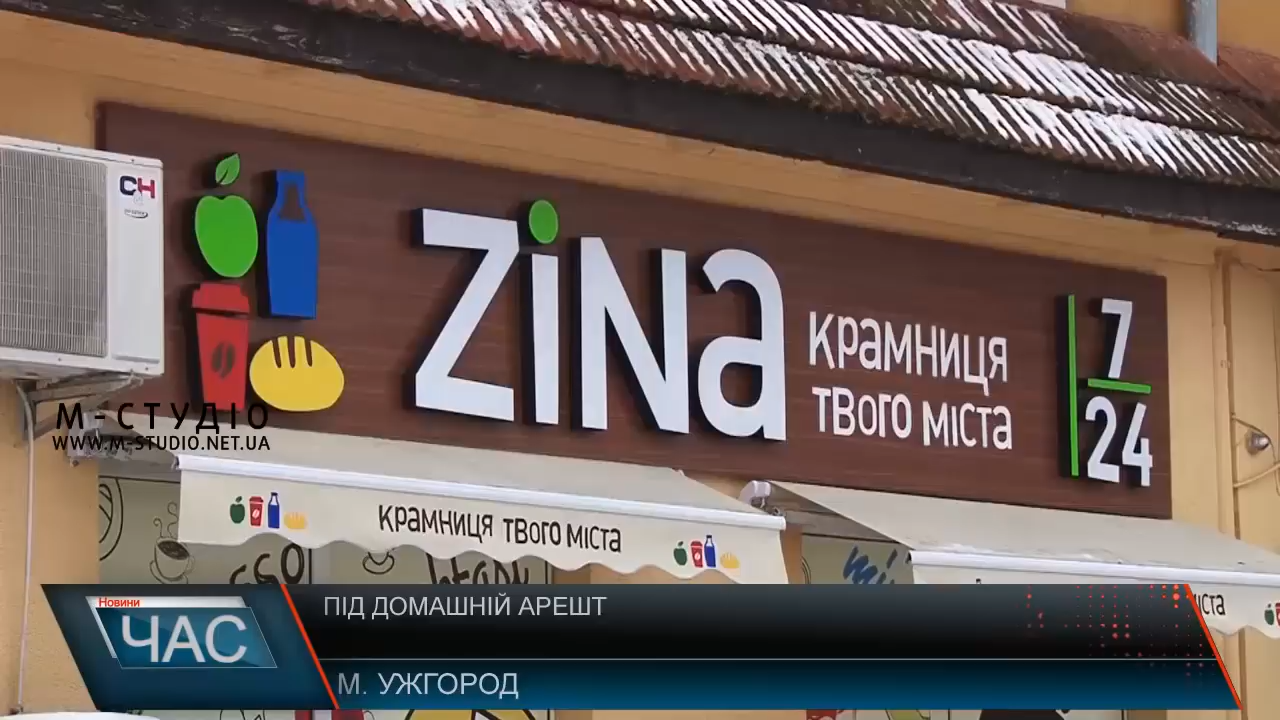 CH
ZiNa
крамниця
твого міста
7
24
М-СТУДІО
WWW.M-STUDIO.NET.UA
крамниця твого міста
Новини
ЧАС
ПІД ДОМАШНІЙ АРЕШТ
М. УЖГОРОД